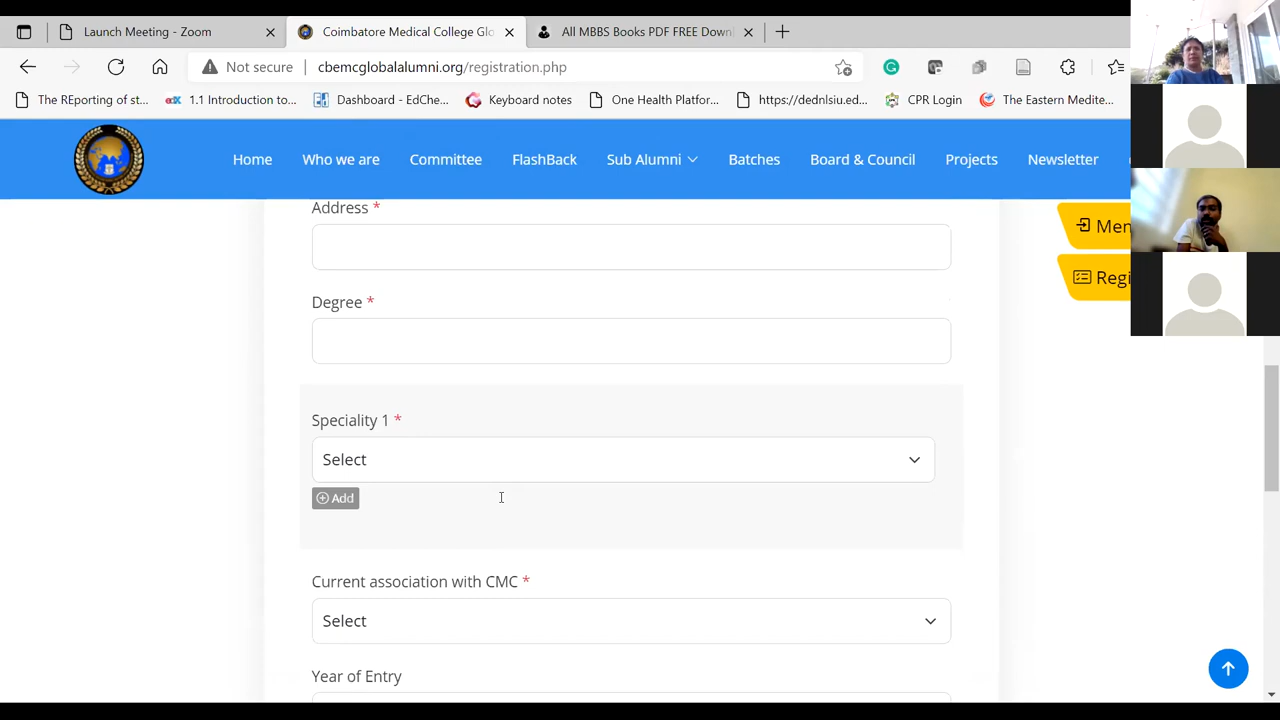 Launch Meeting - Zoom
Coimbatore Medical College Glo
All MBBS Books PDF FREE Down
Not secure
cbemcglobalalumni.org/registration.php
The REporting of st...
1.1 Introduction to...
Dashboard - EdChe...
Keyboard notes
One Health Platfor...
https://dednlsiu.ed...
CPR Login
The Eastern Medite...
Home
Who we are
Committee
FlashBack
Sub Alumni
Batches
Board & Council
Projects
Newsletter
Address *
Men
Regi
Degree *
Speciality 1 *
Select
Add
Current association with CMC *
Select
Year of Entry